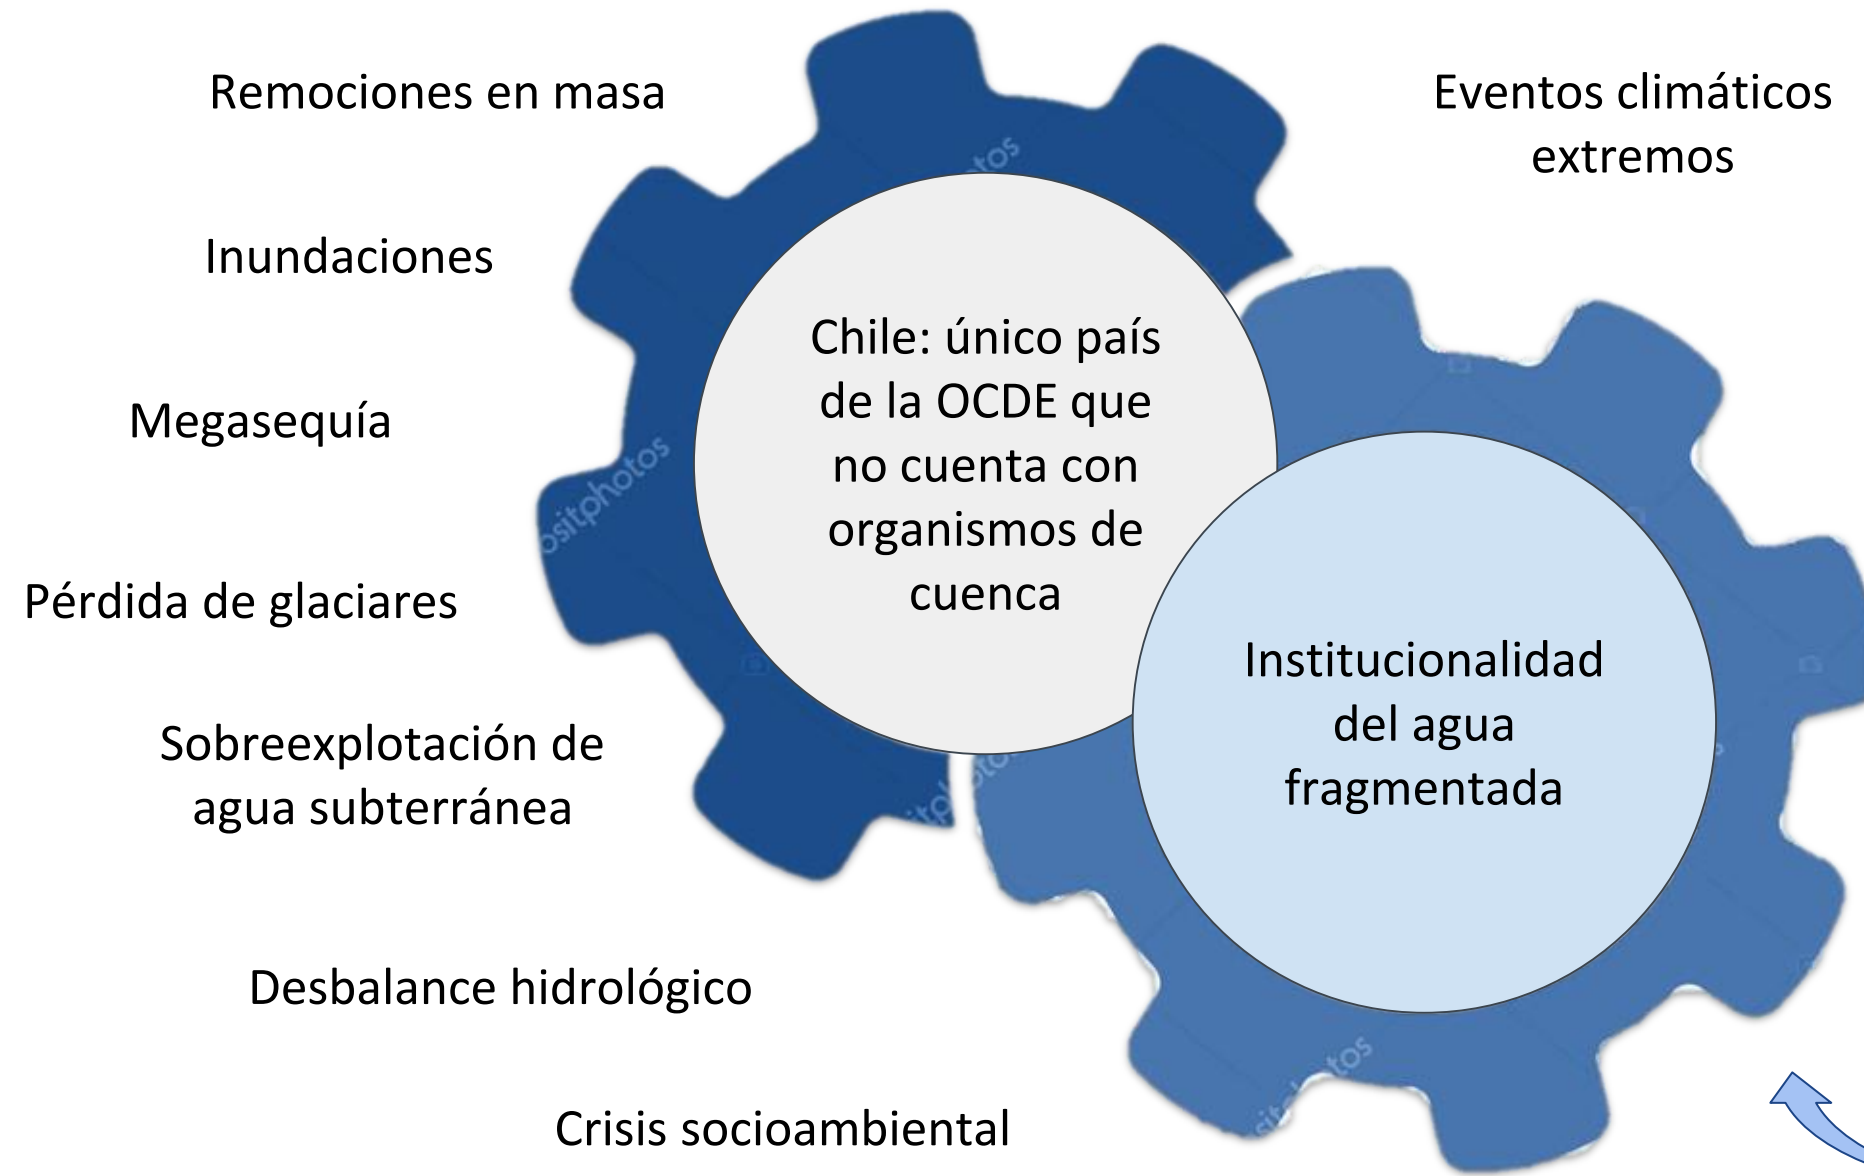 Remociones en masa
Eventos climáticos
extremos
Inundaciones
Megasequía
Pérdida de glaciares
Sobreexplotación de
agua subterránea
Desbalance hidrológico
Crisis socioambiental
Chile: único país
de la OCDE que
no cuenta con
organismos de
cuenca
Institucionalidad
del agua
fragmentada